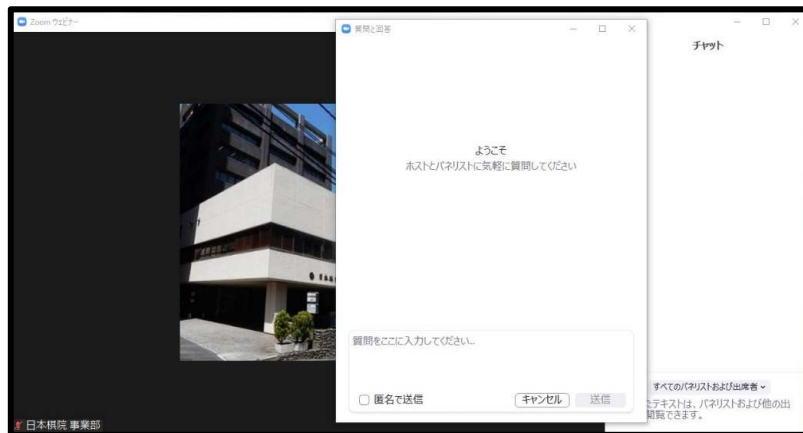 Zoom ウェビナー
質問と回答
チャット
ようこそ
ホストとパネリストに気軽に質問してください
質問をここに入力してください...
匿名で送信
キャンセル
送信
すべてのパネリストおよび出席者
テキストは、パネリストおよび他の出
閲覧できます。
日本棋院 事業部